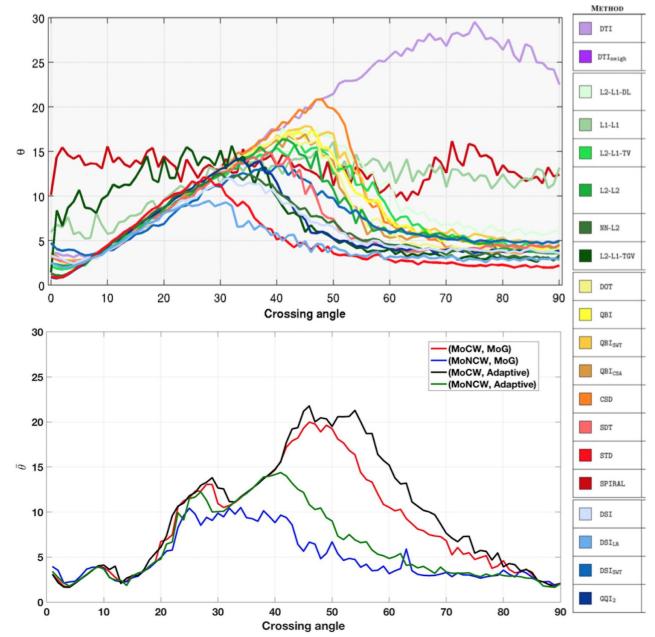 METHOD
DTI
DTIneigh
L2-L1-DL
L1-L1
L2-L1-TV
L2-L2
NN-L2
L2-L1-TGV
DOT
QBI
QBISWT
QBICSA
CSD
SDT
STD
SPIRAL
DSI
DSILR
DSISWT
GQI2
30
25
20
15
10
5
0
θ
0 10 20 30 40 50 60 70 80 90
Crossing angle
30
25
20
15
10
5
0
θ̄
(MoCW, MoG)
(MoNCW, MoG)
(MoCW, Adaptive)
(MoNCW, Adaptive)
0 10 20 30 40 50 60 70 80 90
Crossing angle